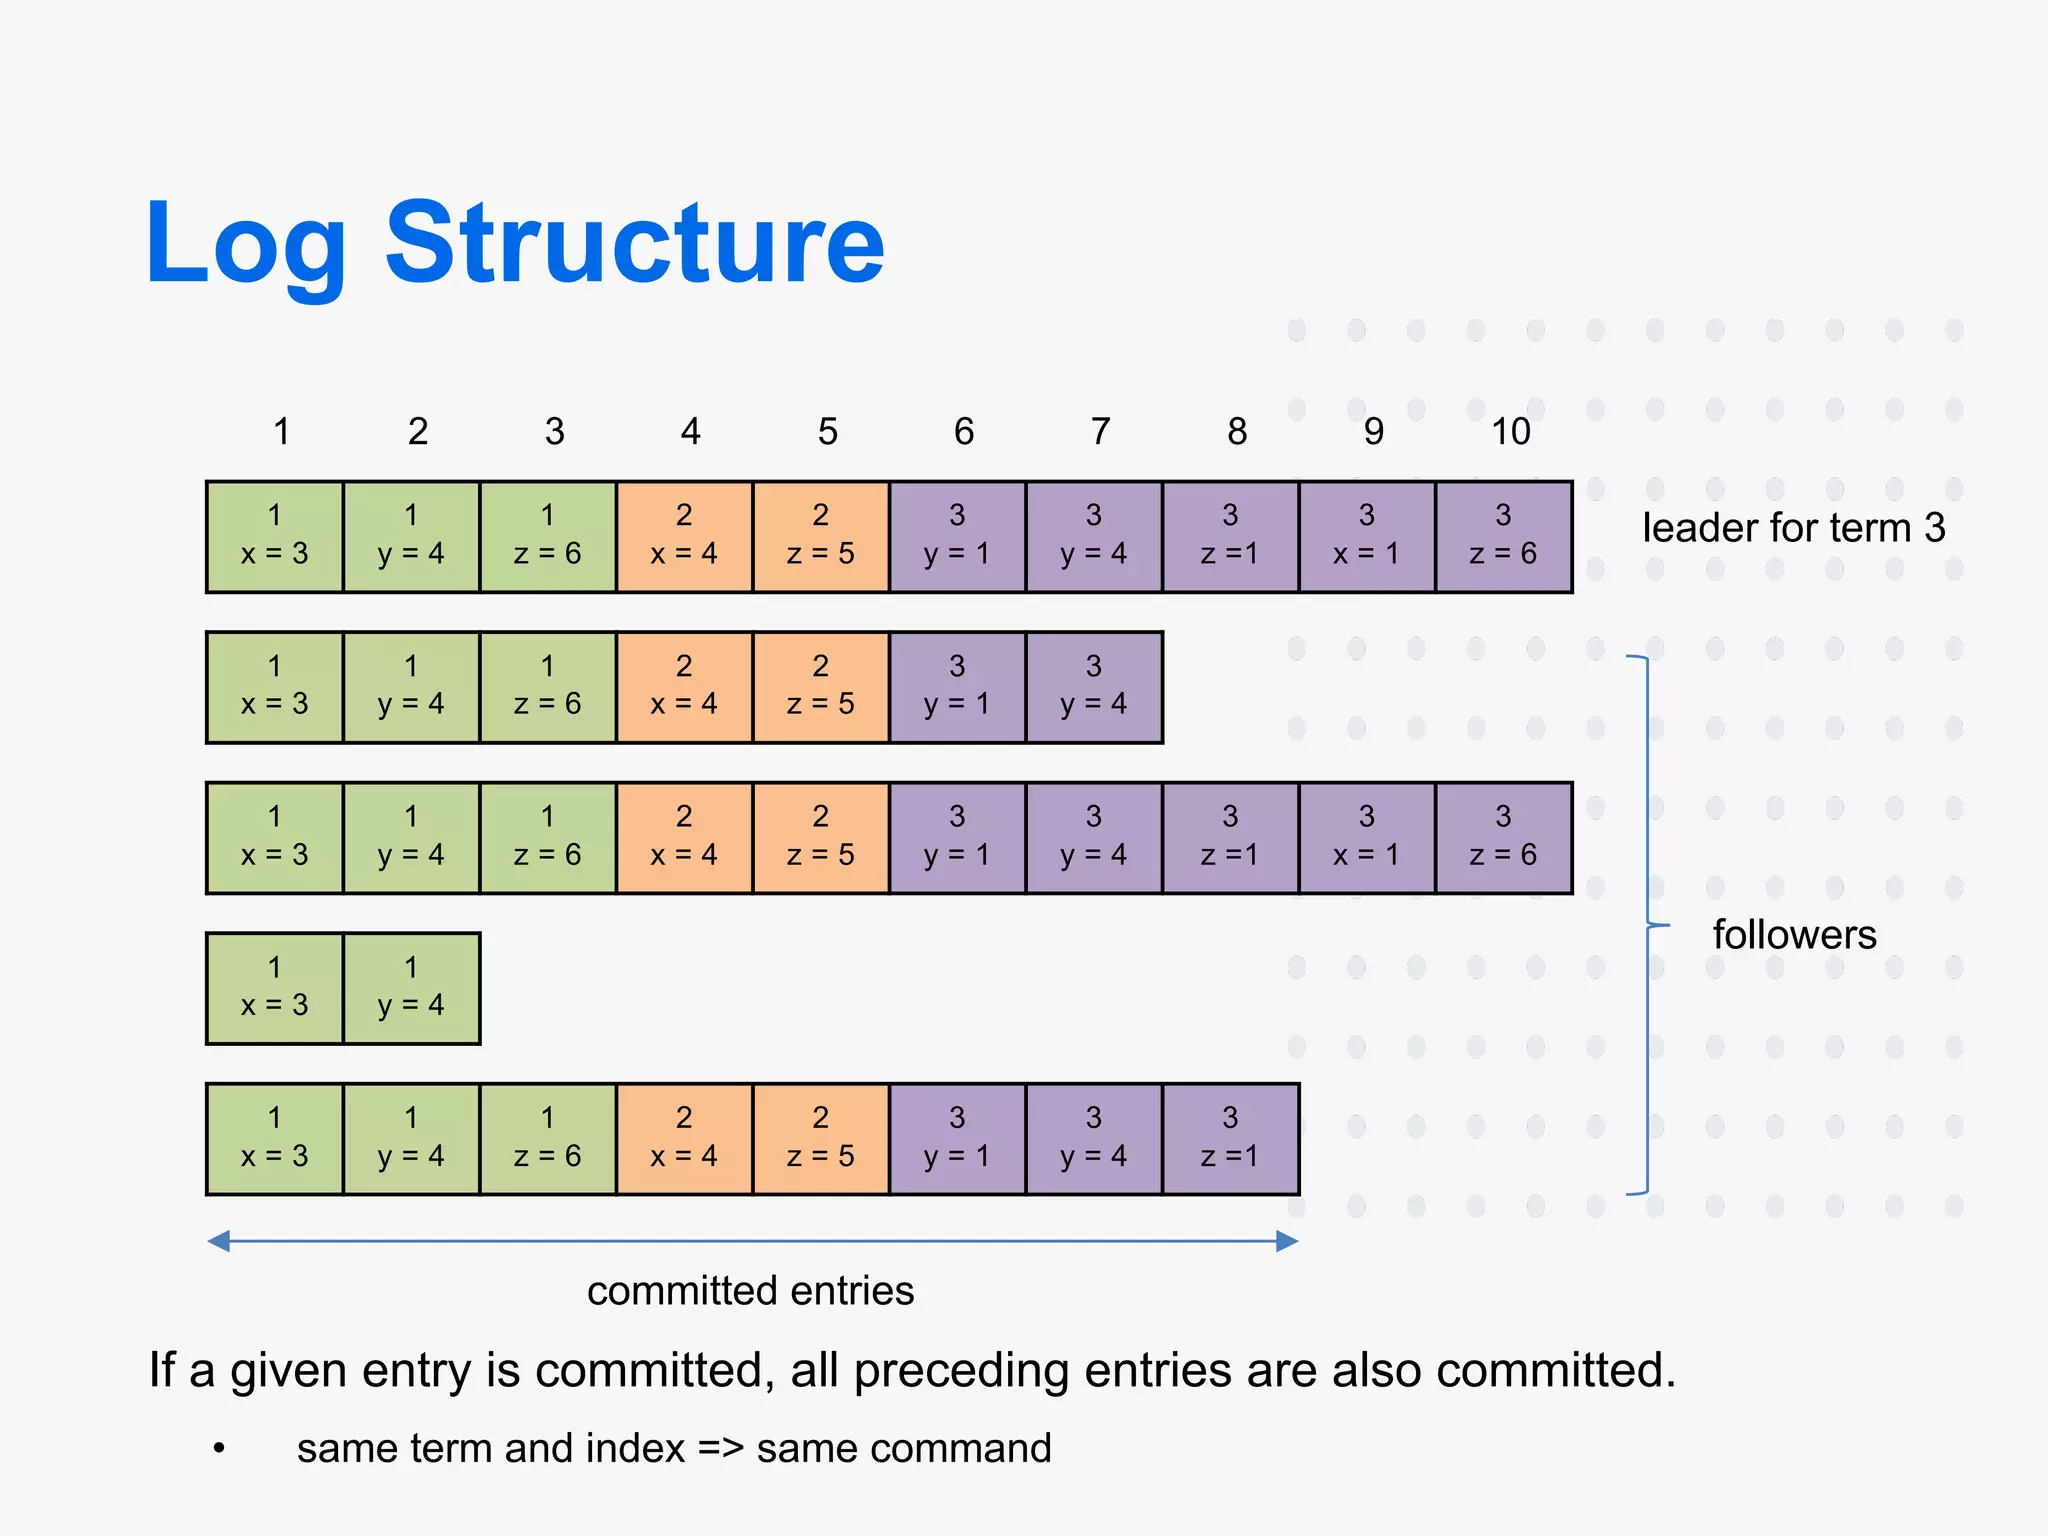 Log Structure
1 2 3 4 5 6 7 8 9 10
1 1 1 2 2 3 3 3 3 3
x = 3 y = 4 z = 6 x = 4 z = 5 y = 1 y = 4 z =1 x = 1 z = 6
leader for term 3
1 1 1 2 2 3 3
x = 3 y = 4 z = 6 x = 4 z = 5 y = 1 y = 4
1 1 1 2 2 3 3 3 3 3
x = 3 y = 4 z = 6 x = 4 z = 5 y = 1 y = 4 z =1 x = 1 z = 6
followers
1 1
x = 3 y = 4
1 1 1 2 2 3 3 3
x = 3 y = 4 z = 6 x = 4 z = 5 y = 1 y = 4 z =1
committed entries
If a given entry is committed, all preceding entries are also committed.
• same term and index => same command